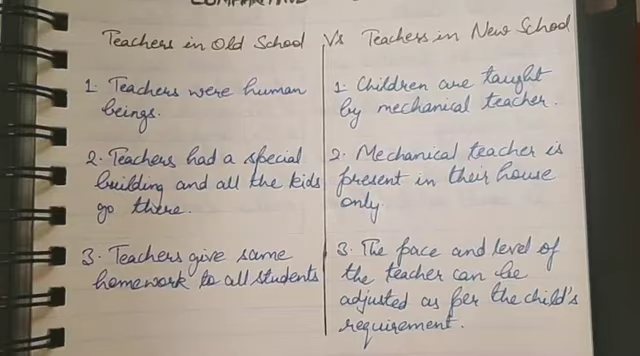 Teachers in Old School Vs Teachers in New School
1. Teachers were human
beings.
2. Teachers had a special
building and all the kids
go there.
3. Teachers give same
homework to all students
1. Children are taught
by mechanical teacher.
2. Mechanical teacher is
present in their house
only.
3. The pace and level of
the teacher can be
adjusted as per the child's
requirement.